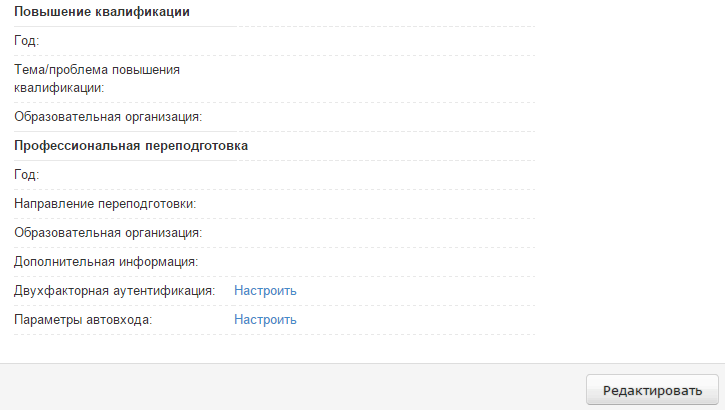 Повышение квалификации
Год:
Тема/проблема повышения
квалификации:
Образовательная организация:
Профессиональная переподготовка
Год:
Направление переподготовки:
Образовательная организация:
Дополнительная информация:
Двухфакторная аутентификация: Настроить
Параметры автовхода: Настроить
Редактировать